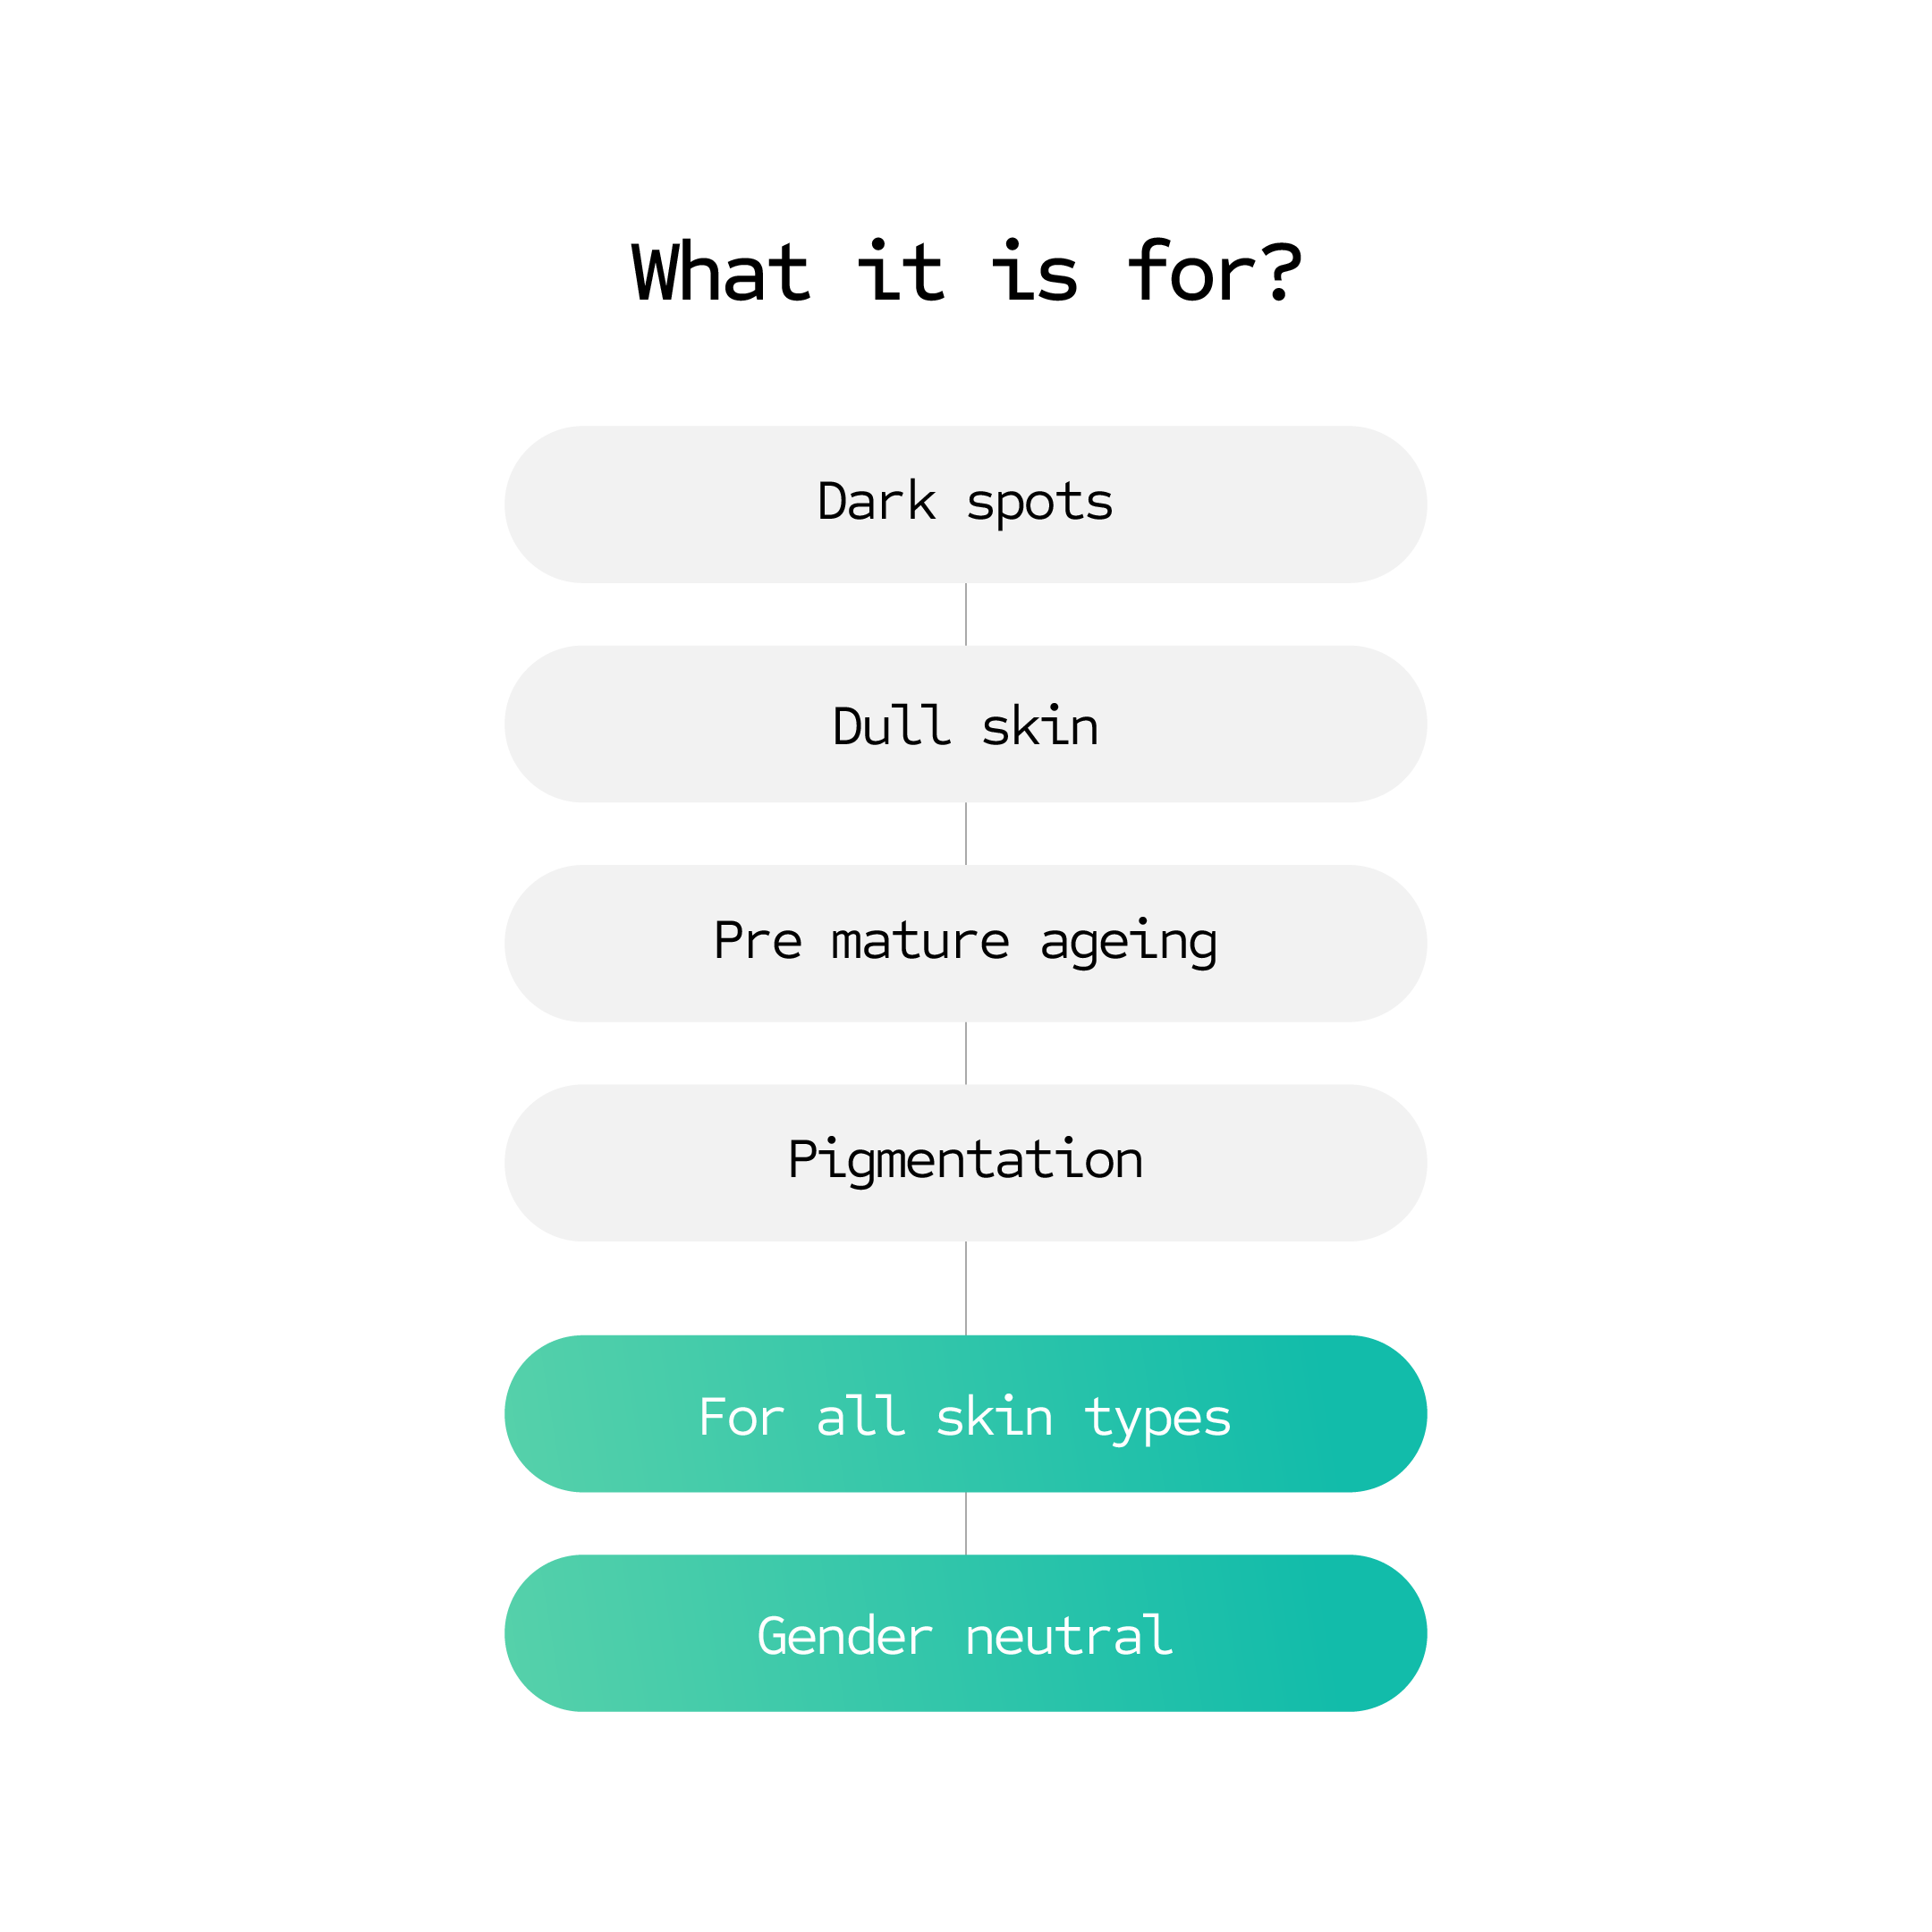 What it is for?
Dark spots
Dull skin
Pre mature ageing
Pigmentation
For all skin types
Gender neutral